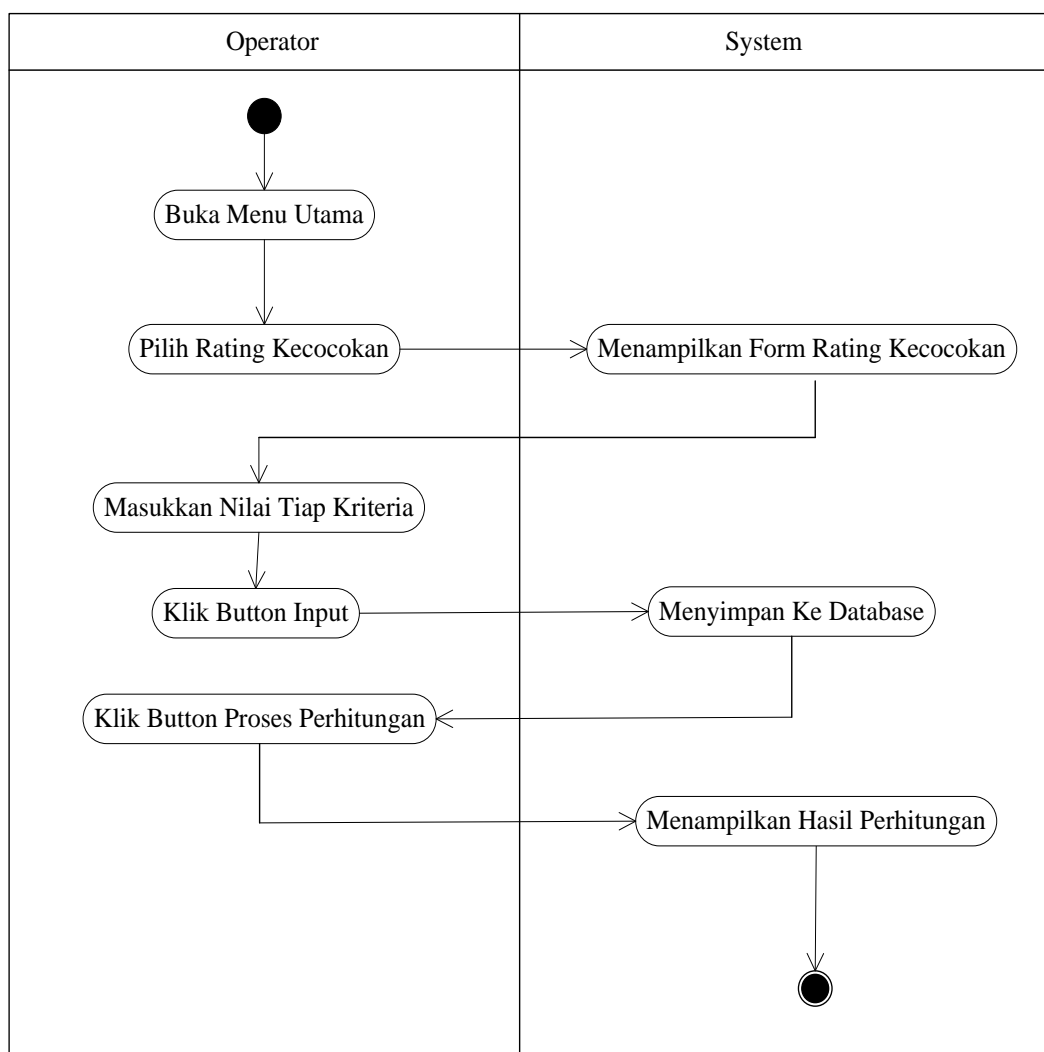 Operator
System
Buka Menu Utama
Pilih Rating Kecocokan
Menampilkan Form Rating Kecocokan
Masukkan Nilai Tiap Kriteria
Klik Button Input
Menyimpan Ke Database
Klik Button Proses Perhitungan
Menampilkan Hasil Perhitungan